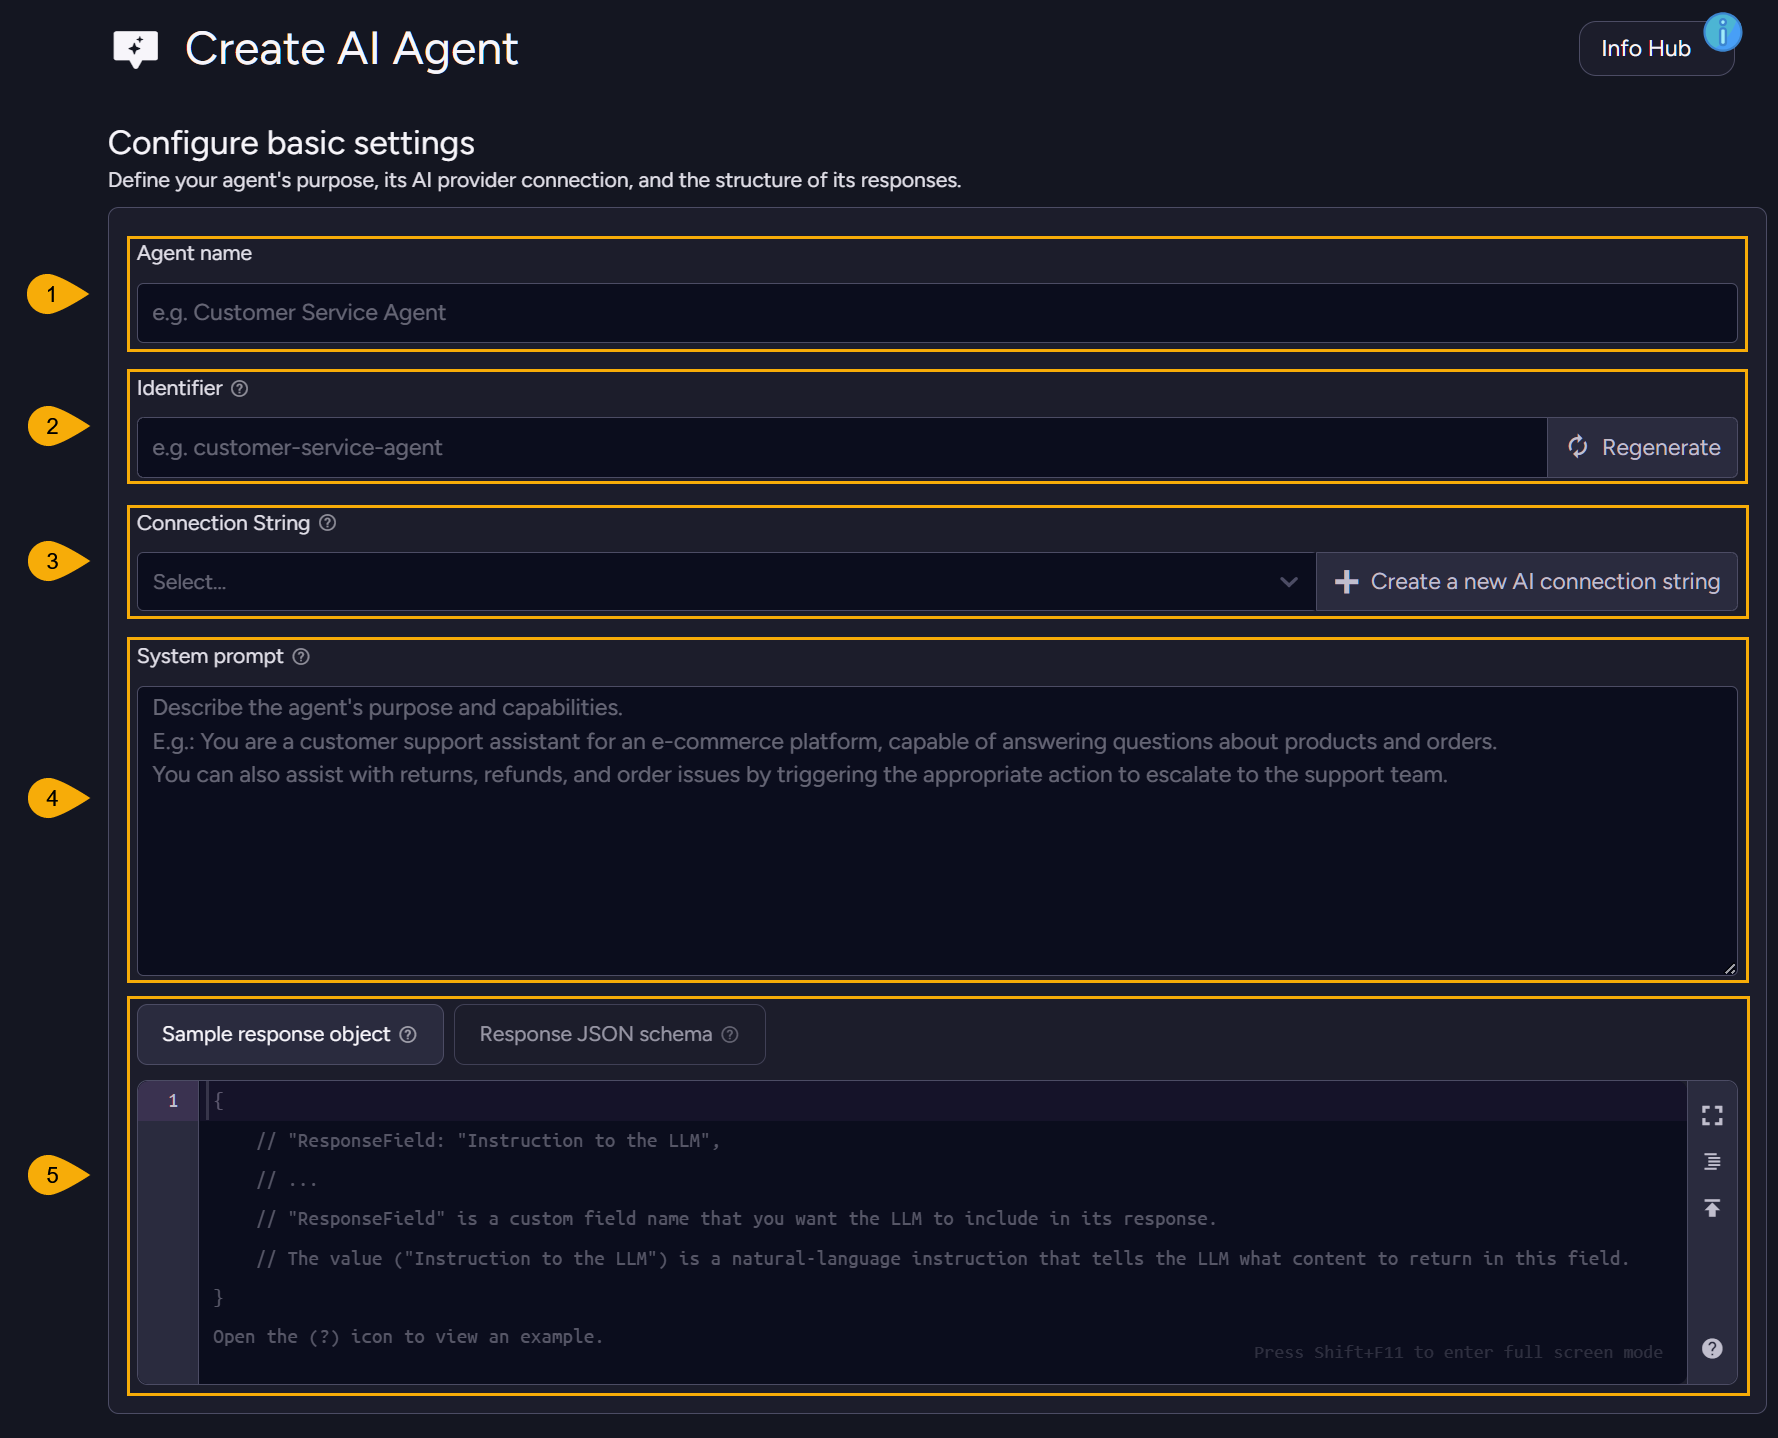 Create AI Agent
Info Hub
Configure basic settings
Define your agent's purpose, its AI provider connection, and the structure of its responses.
1
Agent name
e.g. Customer Service Agent
2
Identifier
e.g. customer-service-agent
Regenerate
3
Connection String
Select...
Create a new AI connection string
4
System prompt
Describe the agent's purpose and capabilities.
E.g.: You are a customer support assistant for an e-commerce platform, capable of answering questions about products and orders.
You can also assist with returns, refunds, and order issues by triggering the appropriate action to escalate to the support team.
5
Sample response object
Response JSON schema
1
{
// "ResponseField: "Instruction to the LLM",
// ...
// "ResponseField" is a custom field name that you want the LLM to include in its response.
// The value ("Instruction to the LLM") is a natural-language instruction that tells the LLM what content to return in this field.
}
Open the (?) icon to view an example.
Press Shift+F11 to enter full screen mode